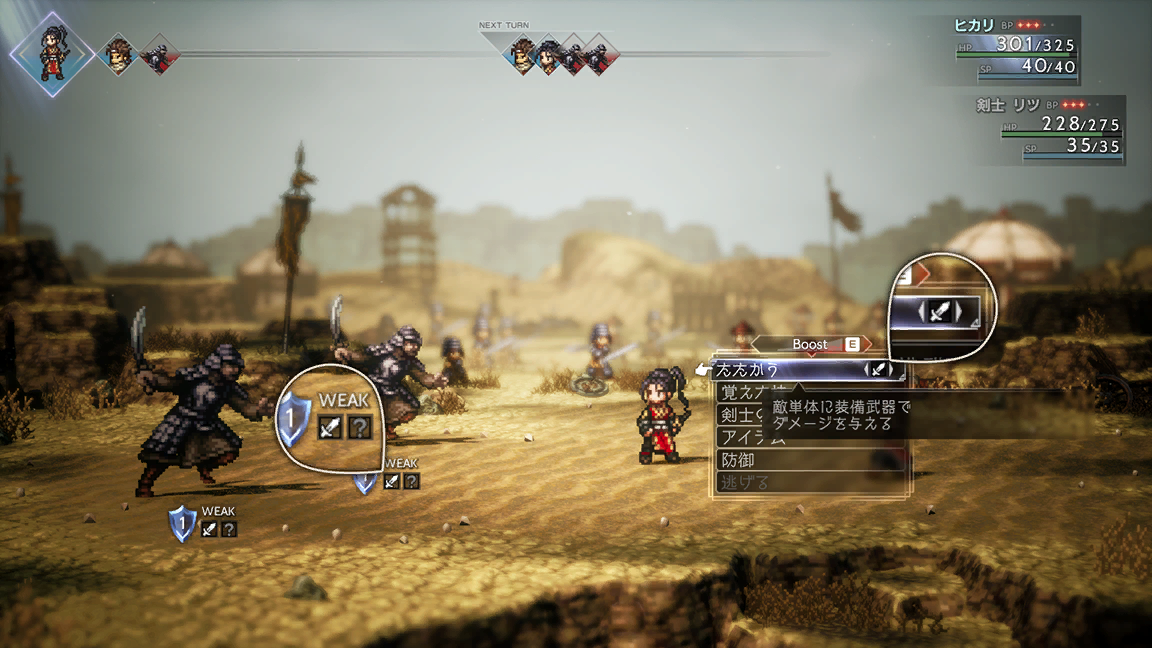 NEXT TURN
ヒカリ BP
HP 301/325
SP 40/40
剣士 リツ BP
HP 228/275
SP 35/35
Boost E
たたかう
覚えた技
剣士の
アイテム
防御
逃げる
敵単体に装備武器で
ダメージを与える
1 WEAK ?
WEAK
1 ?
WEAK
1 ?